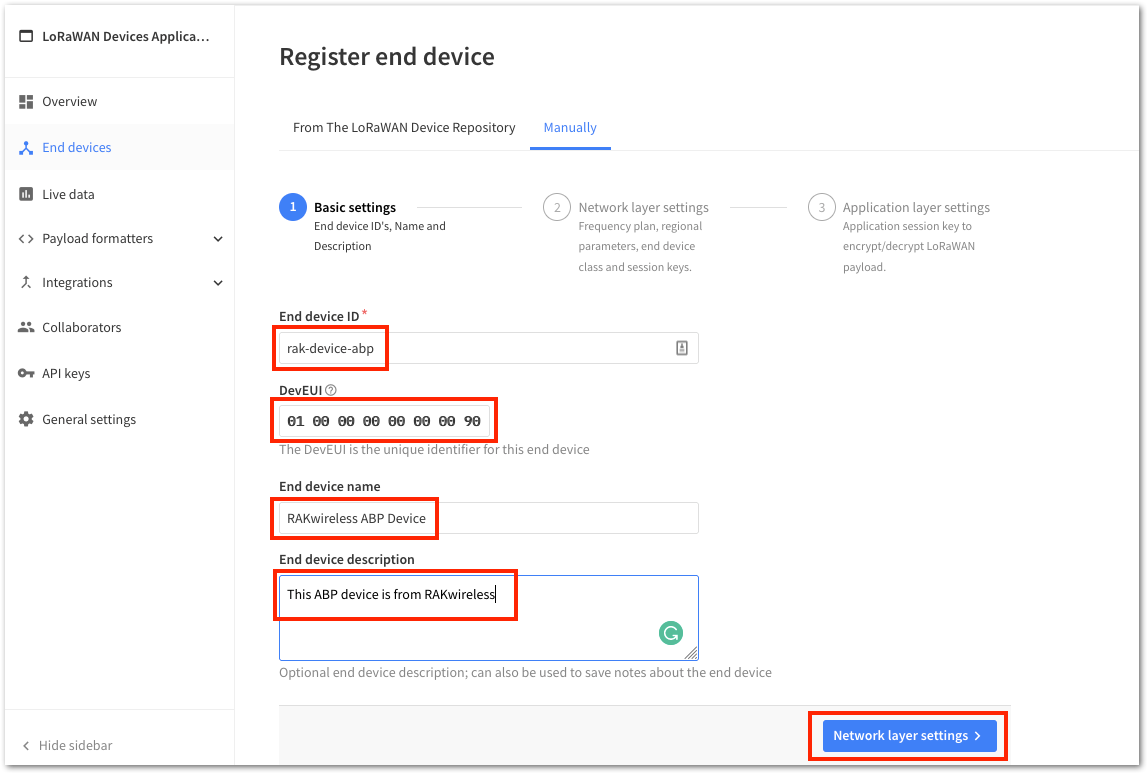 LoRaWAN Devices Applica...
Overview
End devices
Live data
Payload formatters
Integrations
Collaborators
API keys
General settings
Hide sidebar
Register end device
From The LoRaWAN Device Repository
Manually
1 Basic settings
End device ID's, Name and
Description
2 Network layer settings
Frequency plan, regional
parameters, end device
class and session keys.
3 Application layer settings
Application session key to
encrypt/decrypt LoRaWAN
payload.
End device ID *
rak-device-abp
DevEUI ?
01 00 00 00 00 00 00 90
The DevEUI is the unique identifier for this end device
End device name
RAKwireless ABP Device
End device description
This ABP device is from RAKwireless
Optional end device description; can also be used to save notes about the end device
Network layer settings >